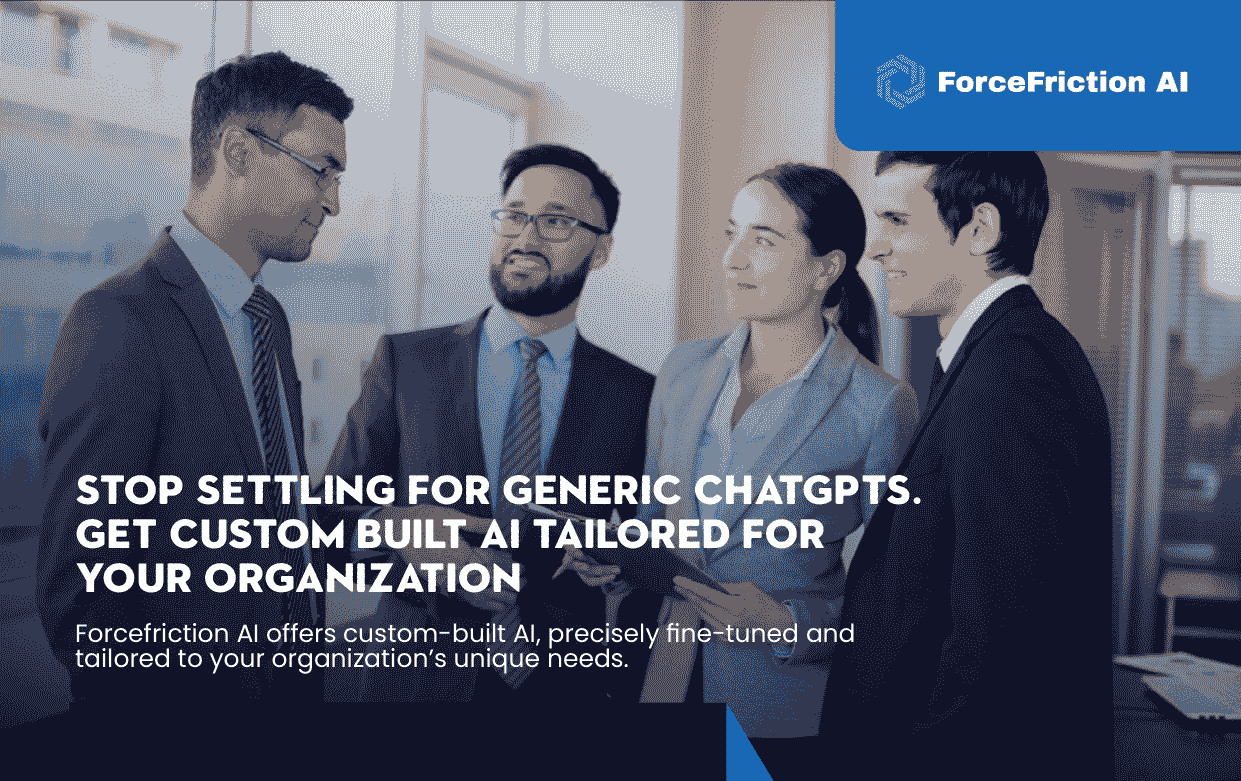 ForceFriction AI
STOP SETTLING FOR GENERIC CHATGPTS.
GET CUSTOM BUILT AI TAILORED FOR
YOUR ORGANIZATION
Forcefriction AI offers custom-built AI, precisely fine-tuned and
tailored to your organization’s unique needs.